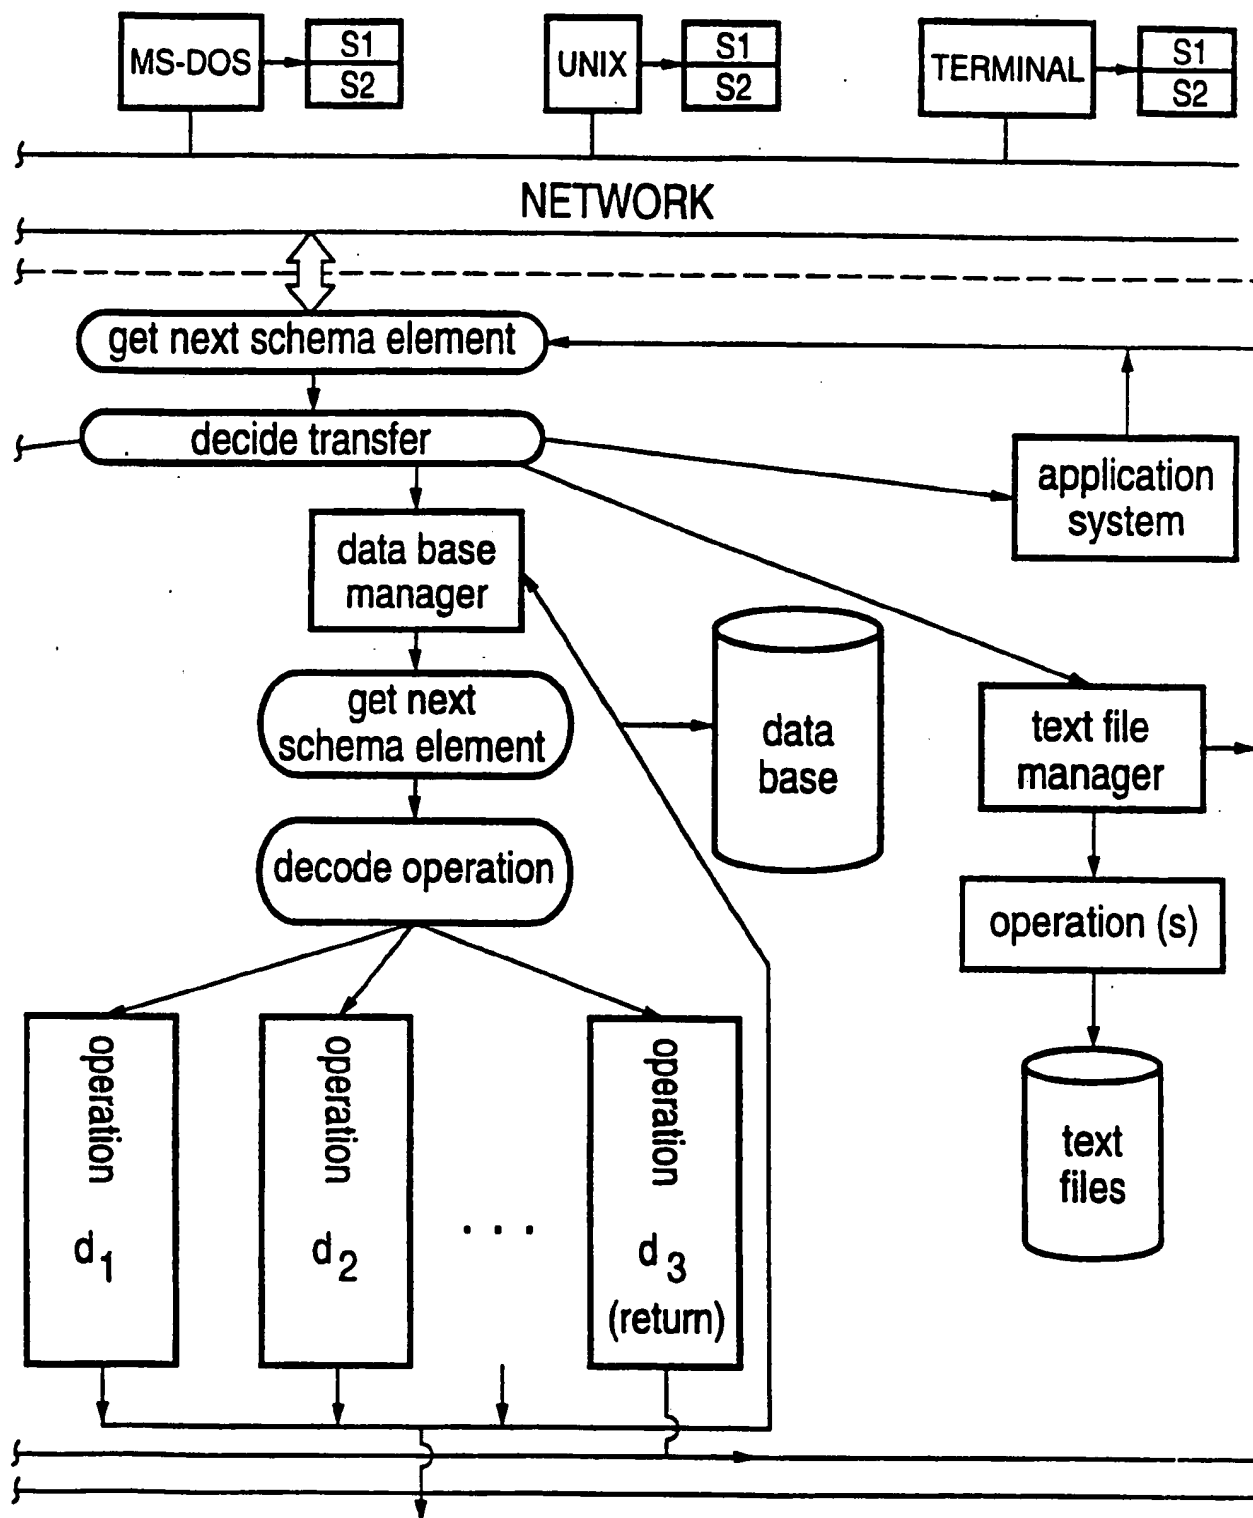 MS-DOS
S1
S2
UNIX
S1
S2
TERMINAL
S1
S2
NETWORK
get next schema element
decide transfer
application
system
data base
manager
get next
schema element
data
base
text file
manager
decode operation
operation (s)
operation
d1
operation
d2
. . .
operation
d3
(return)
text
files